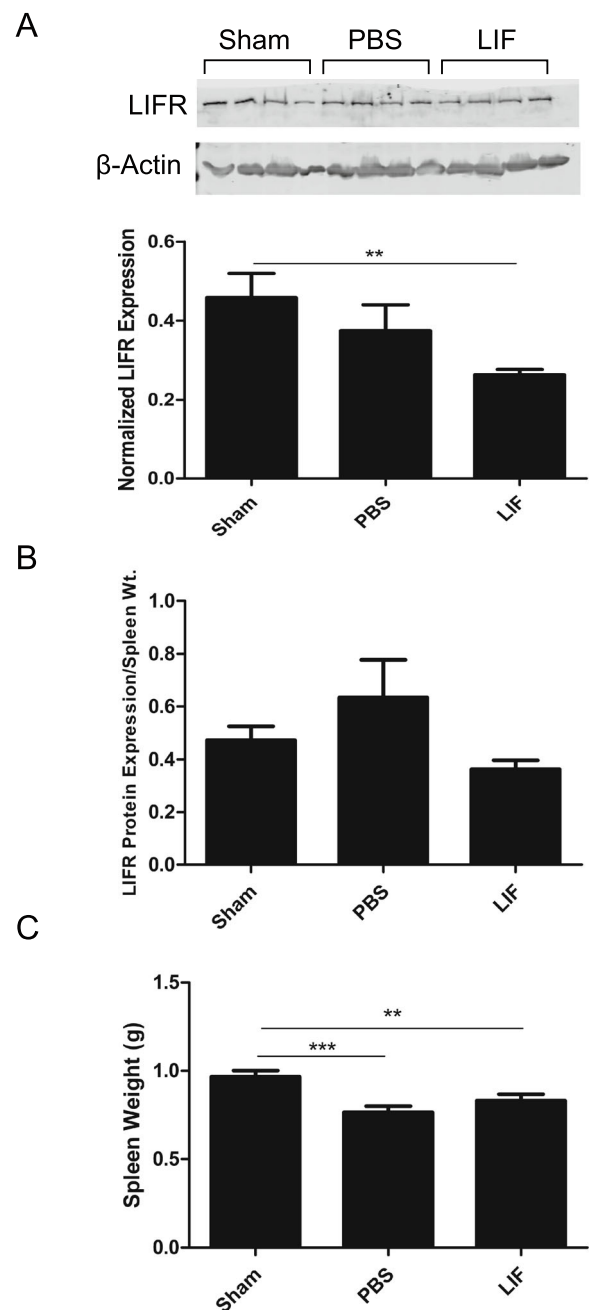 A
Sham PBS LIF
LIFR
β-Actin
Normalized LIFR Expression
0.6
**
0.4
0.2
0.0
Sham PBS LIF
B
LIFR Protein Expression/Spleen Wt.
1.0
0.8
0.6
0.4
0.2
0.0
Sham PBS LIF
C
Spleen Weight (g)
1.5
**
***
1.0
0.5
0.0
Sham PBS LIF